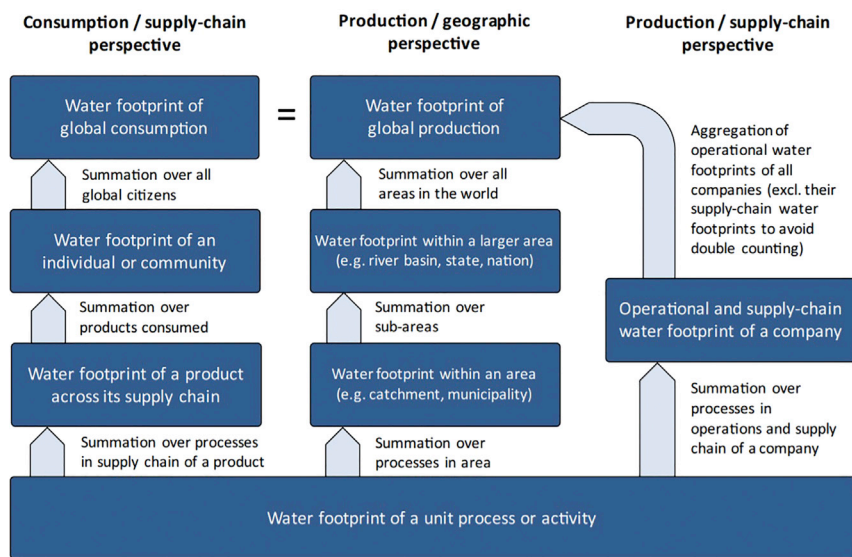 Consumption / supply-chain
perspective
Production / geographic
perspective
Production / supply-chain
perspective
Water footprint of
global consumption
=
Water footprint of
global production
Aggregation of
operational water
footprints of all
companies (excl. their
supply-chain water
footprints to avoid
double counting)
Summation over all
global citizens
Summation over all
areas in the world
Water footprint of an
individual or community
Water footprint within a larger area
(e.g. river basin, state, nation)
Operational and supply-chain
water footprint of a company
Summation over
products consumed
Summation over
sub-areas
Water footprint of a product
across its supply chain
Water footprint within an area
(e.g. catchment, municipality)
Summation over
processes in
operations and supply
chain of a company
Summation over processes
in supply chain of a product
Summation over
processes in area
Water footprint of a unit process or activity